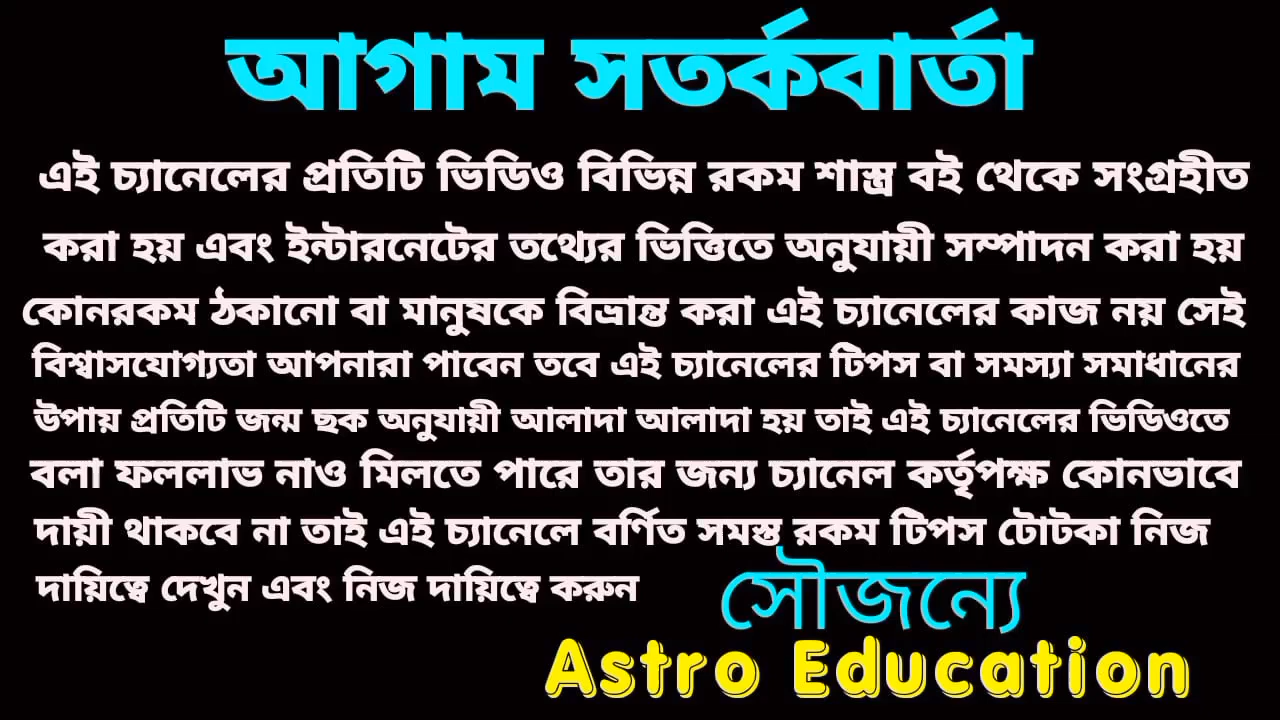 আগাম সতর্কবার্তা
এই চ্যানেলের প্রতিটি ভিডিও বিভিন্ন রকম শাস্ত্র বই থেকে সংগ্রহীত
করা হয় এবং ইন্টারনেটের তথ্যের ভিত্তিতে অনুযায়ী সম্পাদন করা হয়
কোনরকম ঠকানো বা মানুষকে বিভ্রান্ত করা এই চ্যানেলের কাজ নয় সেই
বিশ্বাসযোগ্যতা আপনারা পাবেন তবে এই চ্যানেলের টিপস বা সমস্যা সমাধানের
উপায় প্রতিটি জন্ম ছক অনুযায়ী আলাদা আলাদা হয় তাই এই চ্যানেলের ভিডিওতে
বলা ফললাভ নাও মিলতে পারে তার জন্য চ্যানেল কর্তৃপক্ষ কোনভাবে
দায়ী থাকবে না তাই এই চ্যানেলে বর্ণিত সমস্ত রকম টিপস টোটকা নিজ
দায়িত্বে দেখুন এবং নিজ দায়িত্বে করুন
সৌজন্যে
Astro Education